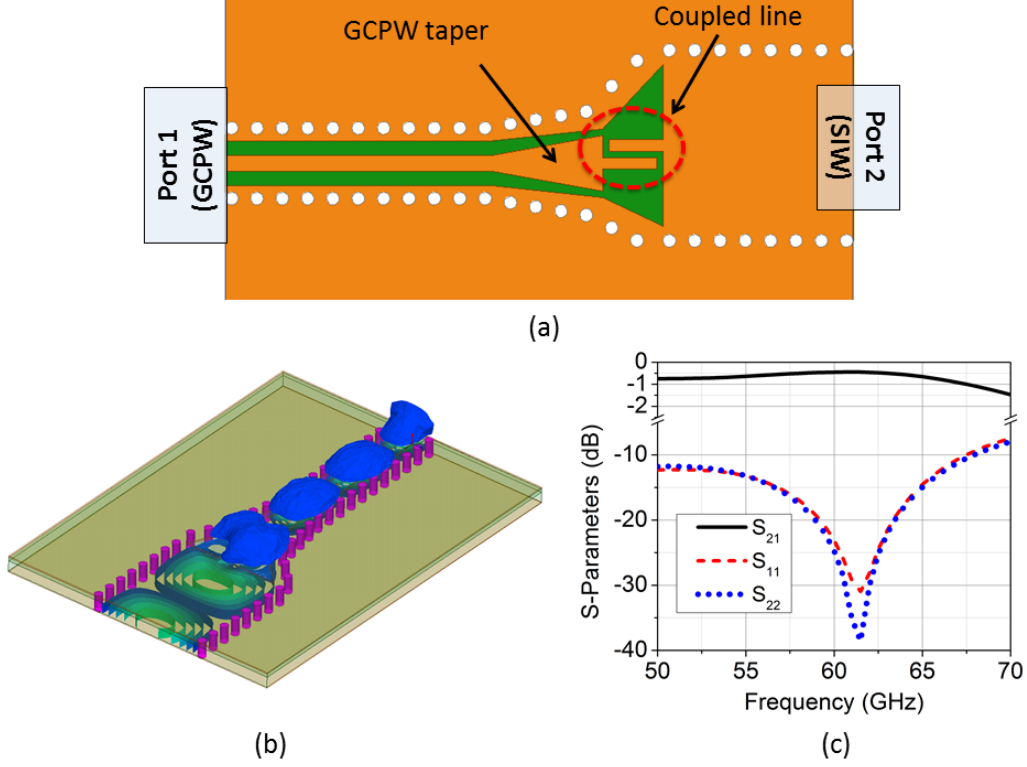 Coupled line
GCPW taper
Port 1
(GCPW)
Port 2
(SIW)
(a)
0
-1
-2
-10
-20
-30
-40
S-Parameters (dB)
S21
S11
S22
50
55
60
65
70
Frequency (GHz)
(b)
(c)